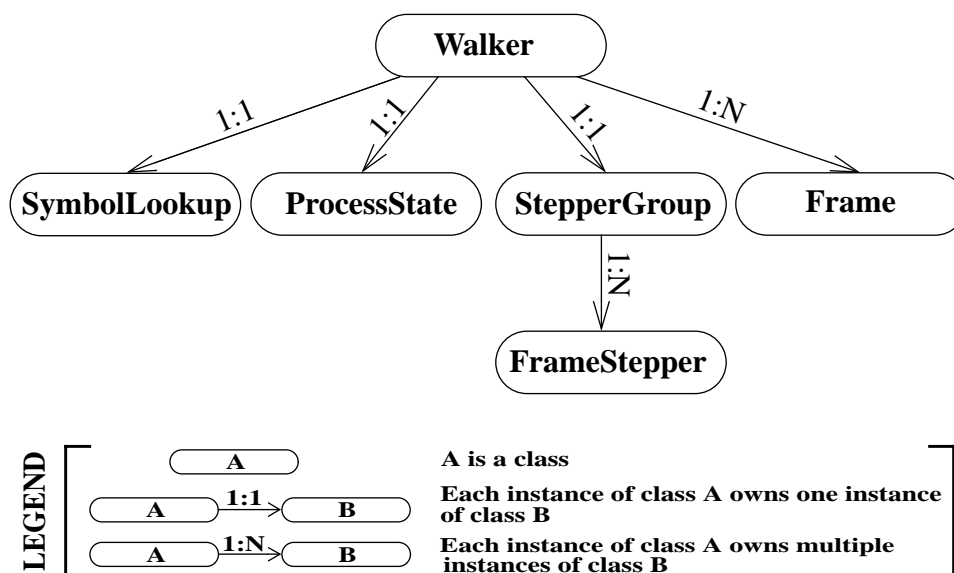 Walker
1:1
1:1
1:1
1:N
SymbolLookup
ProcessState
StepperGroup
Frame
1:N
FrameStepper
LEGEND
A
A is a class
A
1:1
B
Each instance of class A owns one instance
of class B
A
1:N
B
Each instance of class A owns multiple
instances of class B